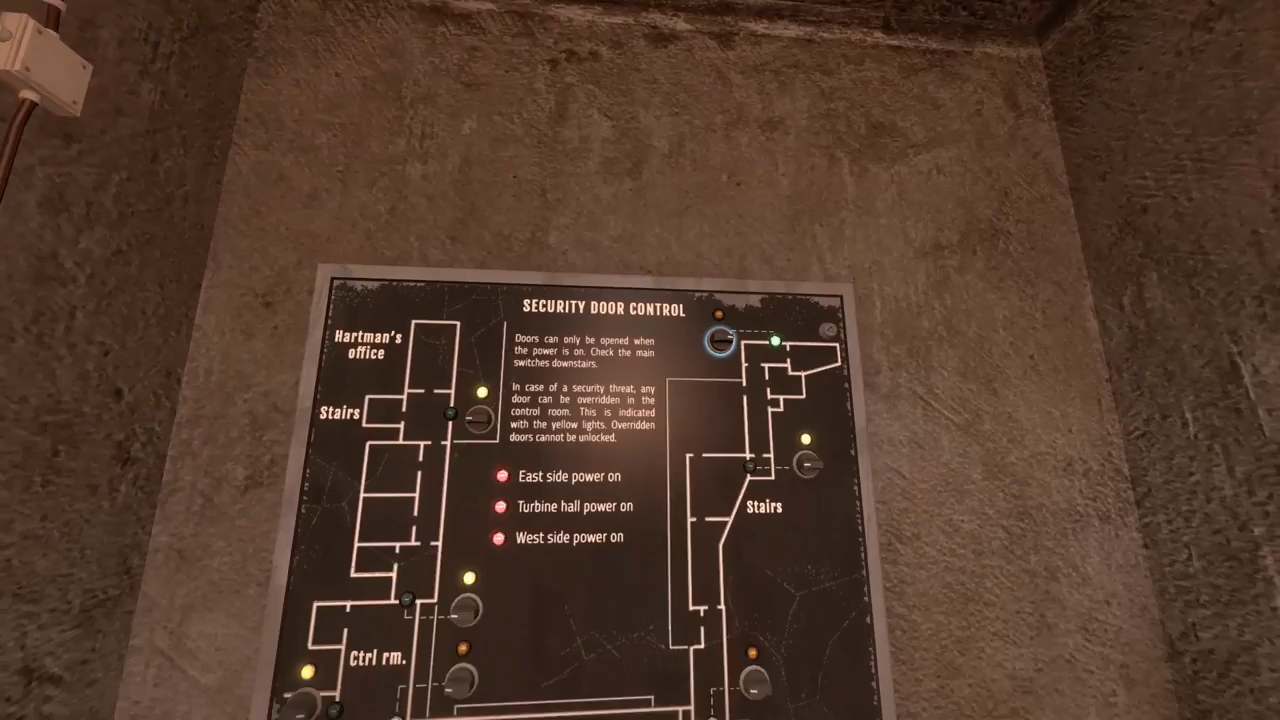 SECURITY DOOR CONTROL
Hartman's
office
Stairs
Doors can only be opened when
the power is on. Check the main
switches downstairs.
In case of a security threat, any
door can be overridden in the
control room. This is indicated
with the yellow lights. Overridden
doors cannot be unlocked.
East side power on
Turbine hall power on
West side power on
Stairs
Ctrl rm.